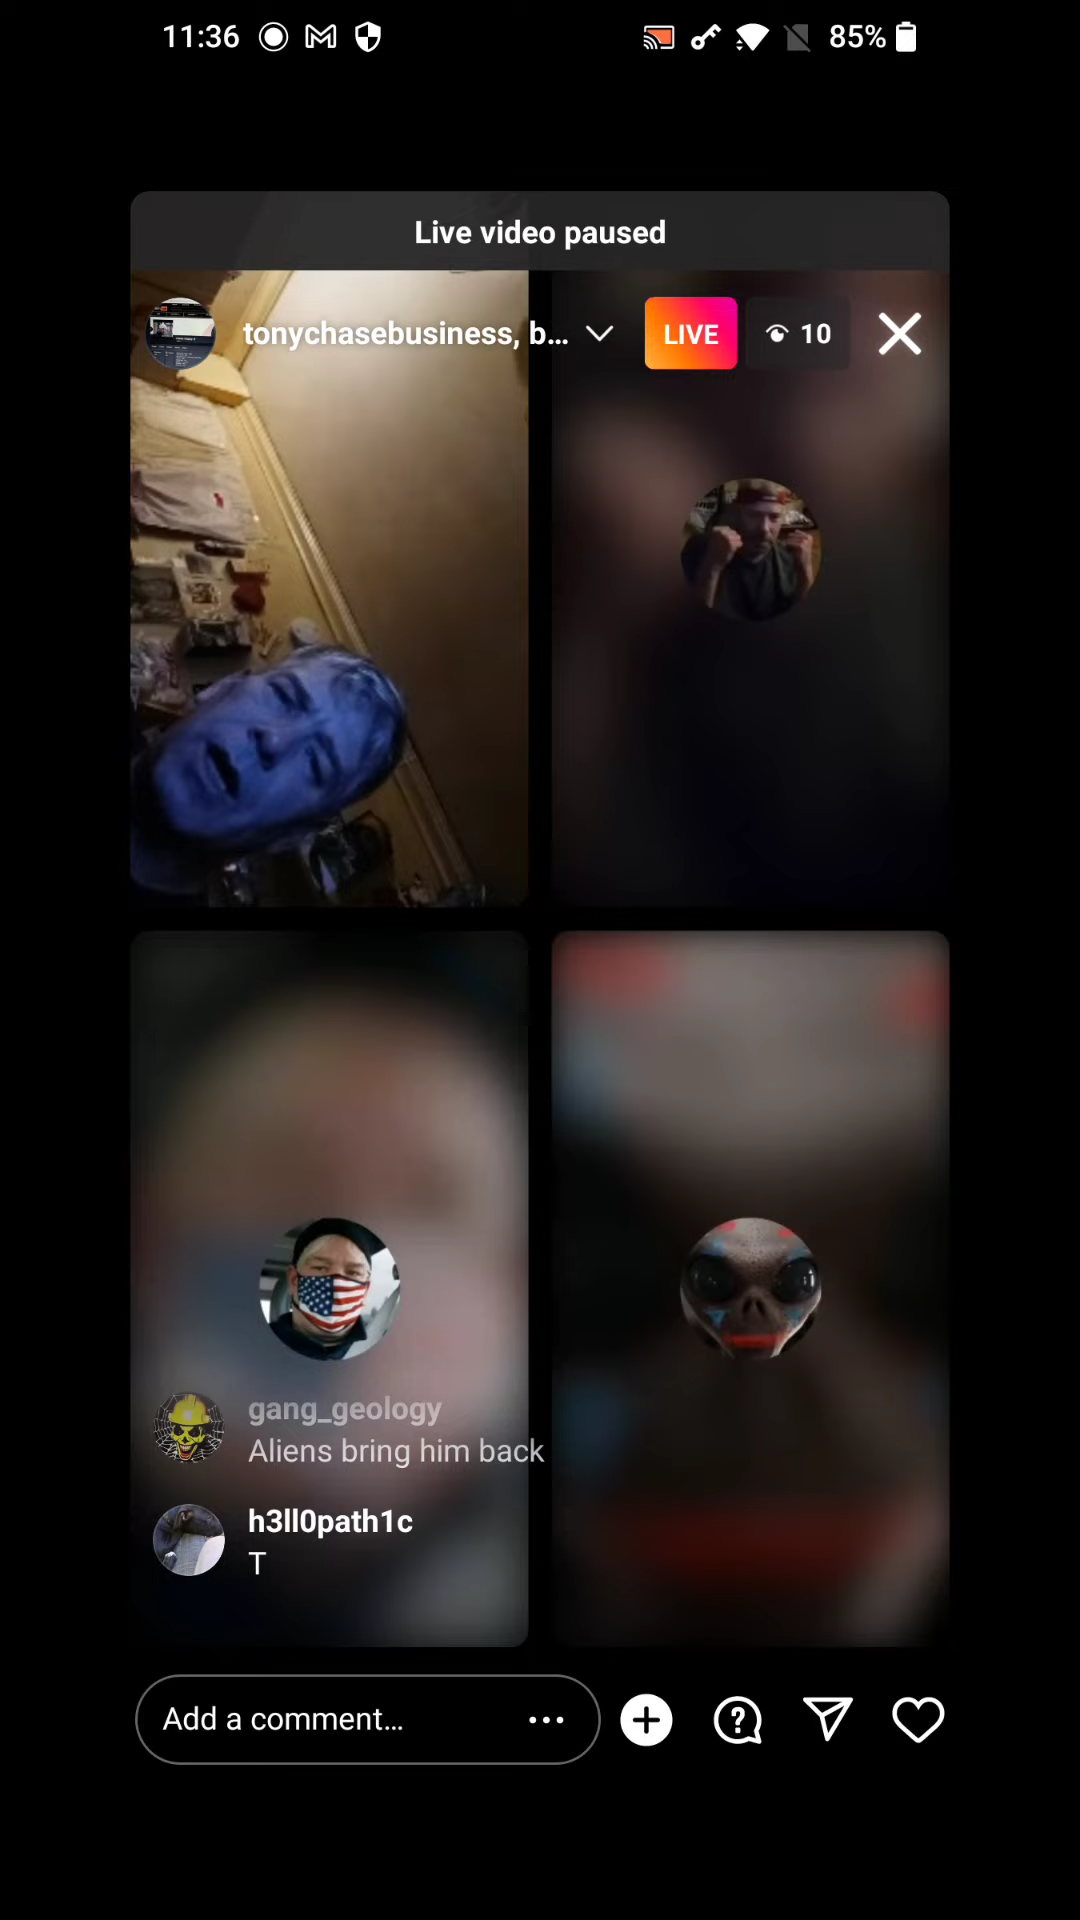 11:36
85%
Live video paused
tonychasebusiness, b...
LIVE
10
gang_geology
Aliens bring him back
h3ll0path1c
T
Add a comment...